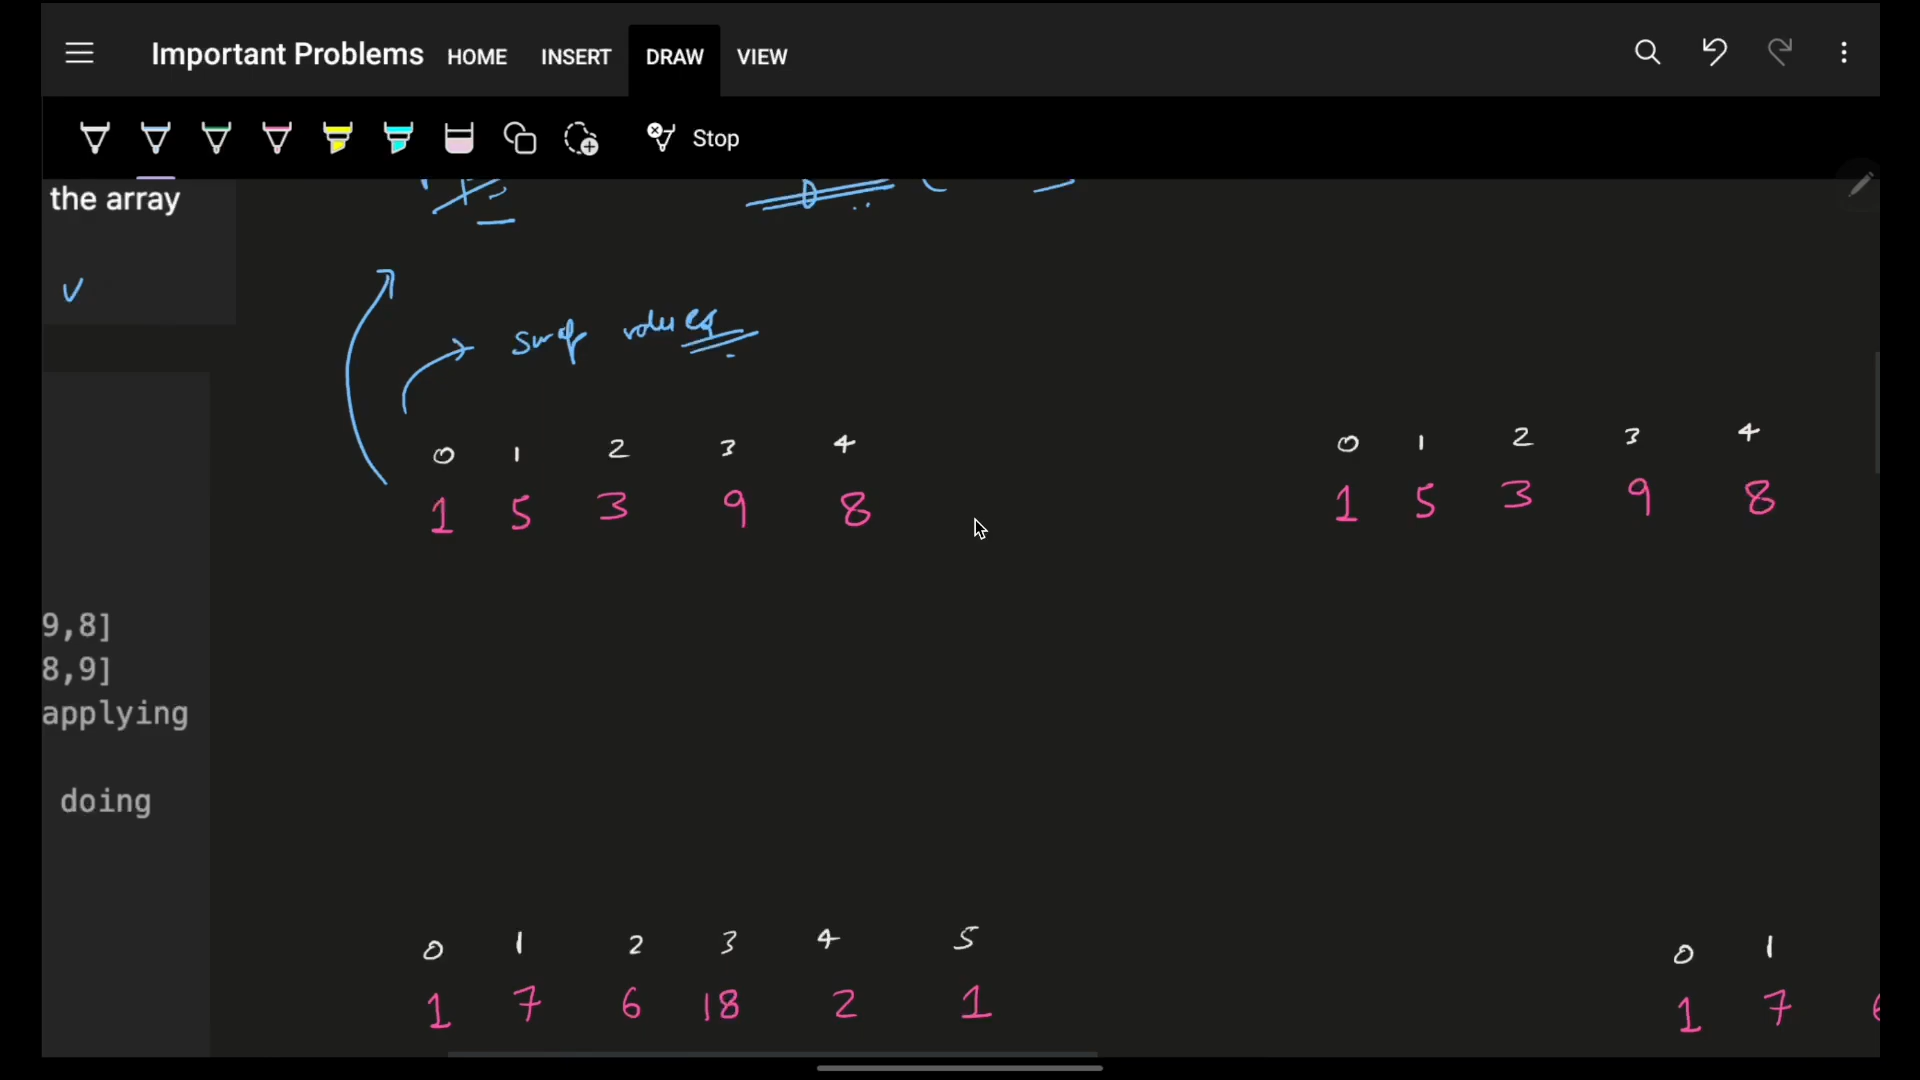 Important Problems HOME INSERT DRAW VIEW
Stop
the array
v
swap values
0 1 2 3 4
1 5 3 9 8
0 1 2 3 4
1 5 3 9 8
9,8]
8,9]
applying
doing
0 1 2 3 4 5
1 7 6 18 2 1
0 1
1 7